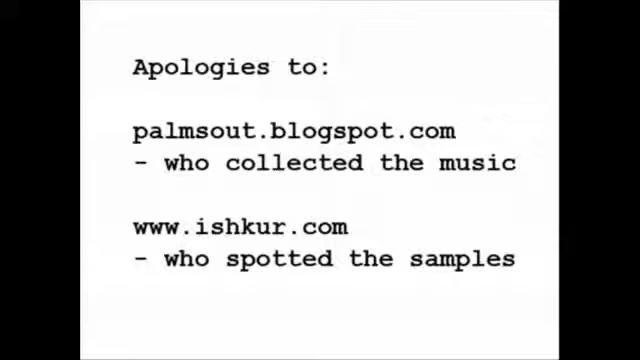 Apologies to:
palmsout.blogspot.com
- who collected the music
www.ishkur.com
- who spotted the samples